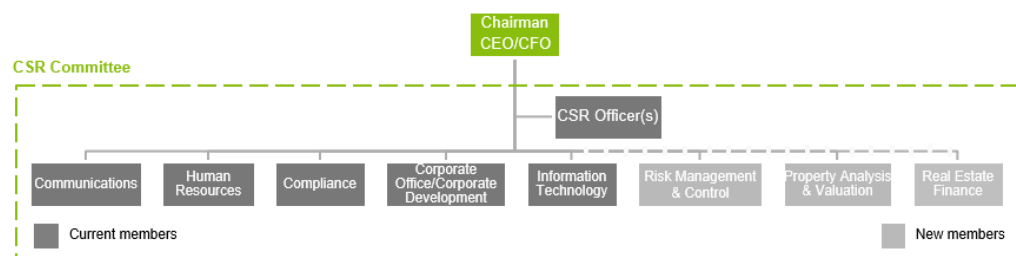 Chairman
CEO/CFO
CSR Committee
CSR Officer(s)
Communications
Human
Resources
Compliance
Corporate
Office/Corporate
Development
Information
Technology
Risk Management
& Control
Property Analysis
& Valuation
Real Estate
Finance
Current members
New members